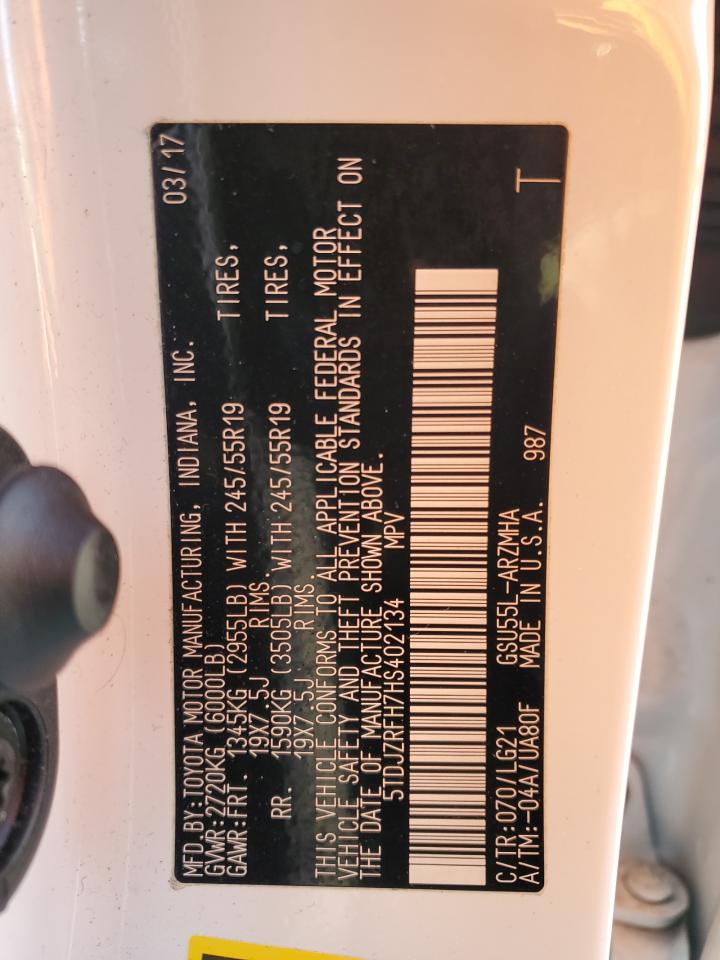 MFD. BY: TOYOTA MOTOR MANUFACTURING, INDIANA, INC. 03/17
GVWR: 2720KG (6000LB)
GAWR: FRT. 1345KG (2955LB) WITH 245/55R19 TIRES,
19X7.5J RIMS.
RR. 1590KG (3505LB) WITH 245/55R19 TIRES,
19X7.5J RIMS.
THIS VEHICLE CONFORMS TO ALL APPLICABLE FEDERAL MOTOR
VEHICLE SAFETY AND THEFT PREVENTION STANDARDS IN EFFECT ON
THE DATE OF MANUFACTURE SHOWN ABOVE.
5TDJZRFH7HS402134 MPV
C/TR: 070/LG21 GSU55L-ARZMHA
A/TM: -04A/UA80F MADE IN U.S.A. 987 T